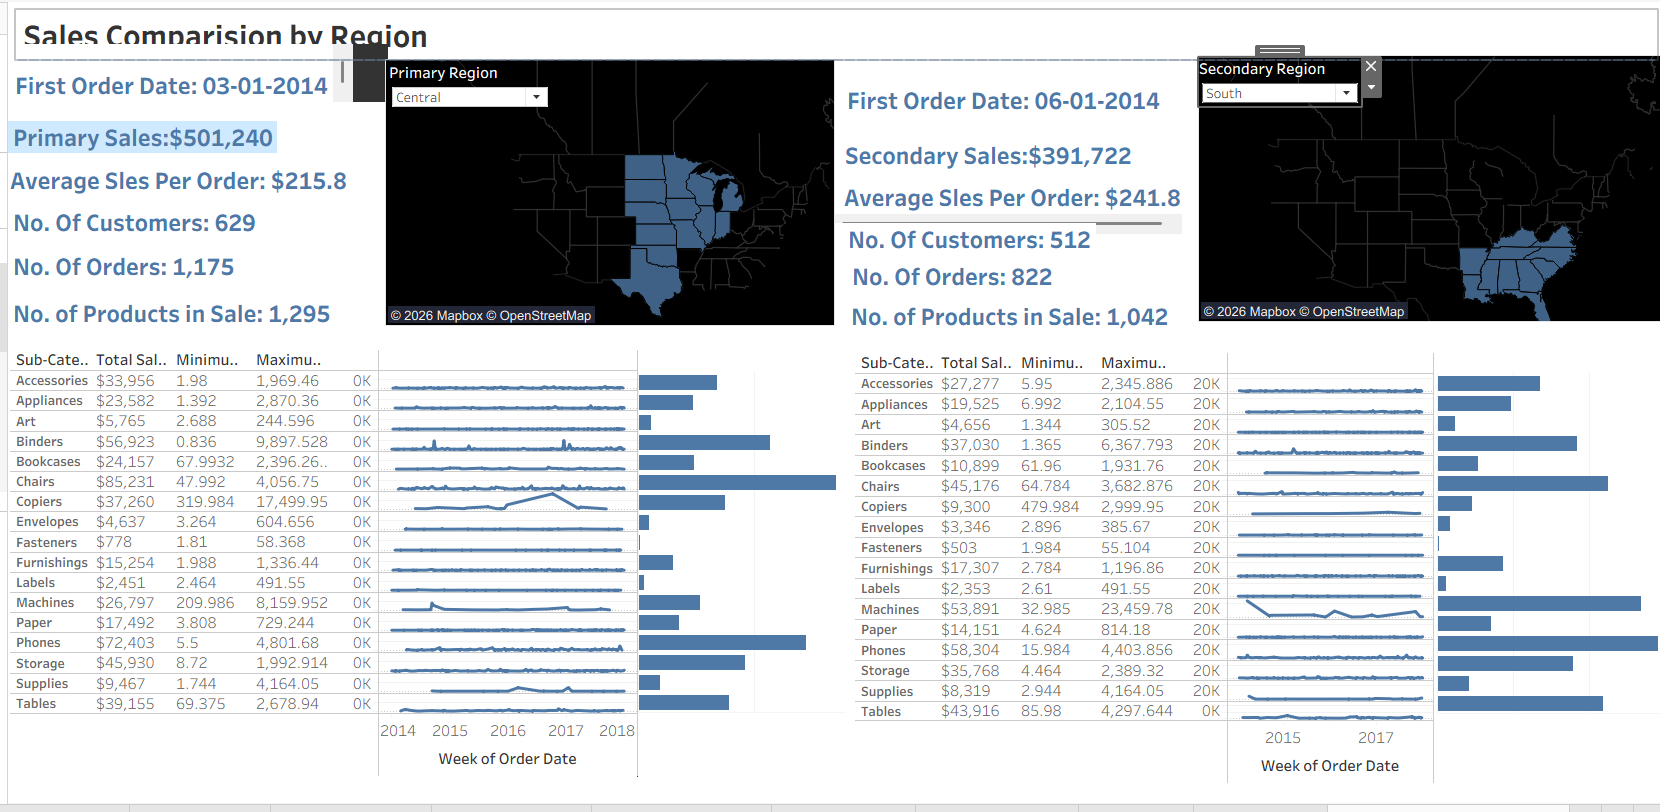 Sales Comparision by Region
First Order Date: 03-01-2014
Primary Sales:$501,240
Average Sles Per Order: $215.8
No. Of Customers: 629
No. Of Orders: 1,175
No. of Products in Sale: 1,295
Primary Region
Central
© 2026 Mapbox © OpenStreetMap
First Order Date: 06-01-2014
Secondary Sales:$391,722
Average Sles Per Order: $241.8
No. Of Customers: 512
No. Of Orders: 822
No. of Products in Sale: 1,042
Secondary Region
South
© 2026 Mapbox © OpenStreetMap
Sub-Cate.. Total Sal.. Minimu.. Maximu..
Accessories $33,956 1.98 1,969.46 0K
Appliances $23,582 1.392 2,870.36 0K
Art $5,765 2.688 244.596 0K
Binders $56,923 0.836 9,897.528 0K
Bookcases $24,157 67.9932 2,396.26.. 0K
Chairs $85,231 47.992 4,056.75 0K
Copiers $37,260 319.984 17,499.95 0K
Envelopes $4,637 3.264 604.656 0K
Fasteners $778 1.81 58.368 0K
Furnishings $15,254 1.988 1,336.44 0K
Labels $2,451 2.464 491.55 0K
Machines $26,797 209.986 8,159.952 0K
Paper $17,492 3.808 729.244 0K
Phones $72,403 5.5 4,801.68 0K
Storage $45,930 8.72 1,992.914 0K
Supplies $9,467 1.744 4,164.05 0K
Tables $39,155 69.375 2,678.94 0K
2014 2015 2016 2017 2018
Week of Order Date
Sub-Cate.. Total Sal.. Minimu.. Maximu..
Accessories $27,277 5.95 2,345.886 20K
Appliances $19,525 6.992 2,104.55 20K
Art $4,656 1.344 305.52 20K
Binders $37,030 1.365 6,367.793 20K
Bookcases $10,899 61.96 1,931.76 20K
Chairs $45,176 64.784 3,682.876 20K
Copiers $9,300 479.984 2,999.95 20K
Envelopes $3,346 2.896 385.67 20K
Fasteners $503 1.984 55.104 20K
Furnishings $17,307 2.784 1,196.86 20K
Labels $2,353 2.61 491.55 20K
Machines $53,891 32.985 23,459.78 20K
Paper $14,151 4.624 814.18 20K
Phones $58,304 15.984 4,403.856 20K
Storage $35,768 4.464 2,389.32 20K
Supplies $8,319 2.944 4,164.05 20K
Tables $43,916 85.98 4,297.644 0K
2015 2017
Week of Order Date